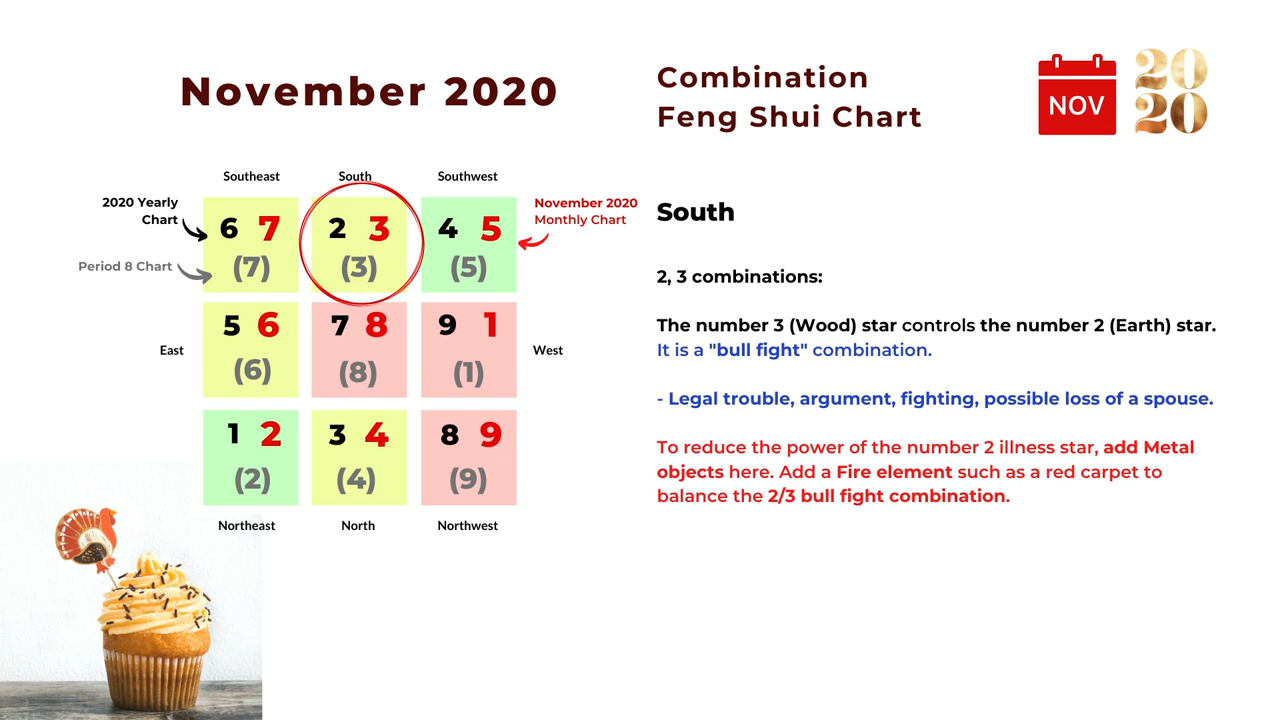 November 2020
Combination
Feng Shui Chart
NOV
20
20
Southeast
South
Southwest
2020 Yearly
Chart
November 2020
Monthly Chart
Period 8 Chart
6 7
(7)
2 3
(3)
4 5
(5)
East
5 6
(6)
7 8
(8)
9 1
(1)
West
1 2
(2)
3 4
(4)
8 9
(9)
Northeast
North
Northwest
South
2, 3 combinations:
The number 3 (Wood) star controls the number 2 (Earth) star.
It is a "bull fight" combination.
- Legal trouble, argument, fighting, possible loss of a spouse.
To reduce the power of the number 2 illness star, add Metal
objects here. Add a Fire element such as a red carpet to
balance the 2/3 bull fight combination.